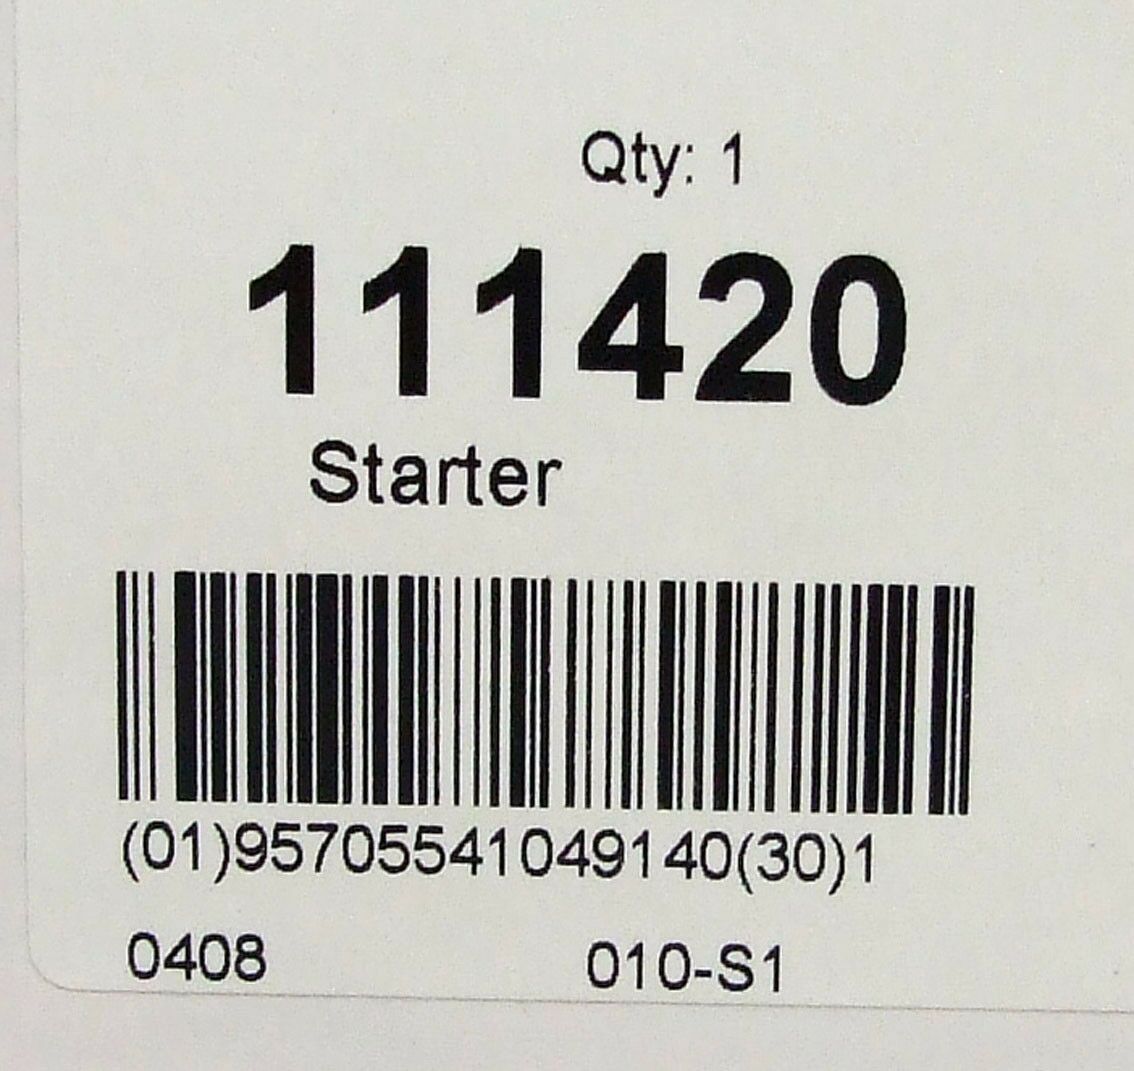 Qty: 1
111420
Starter
(01)95705541049140(30)1
0408 010-S1